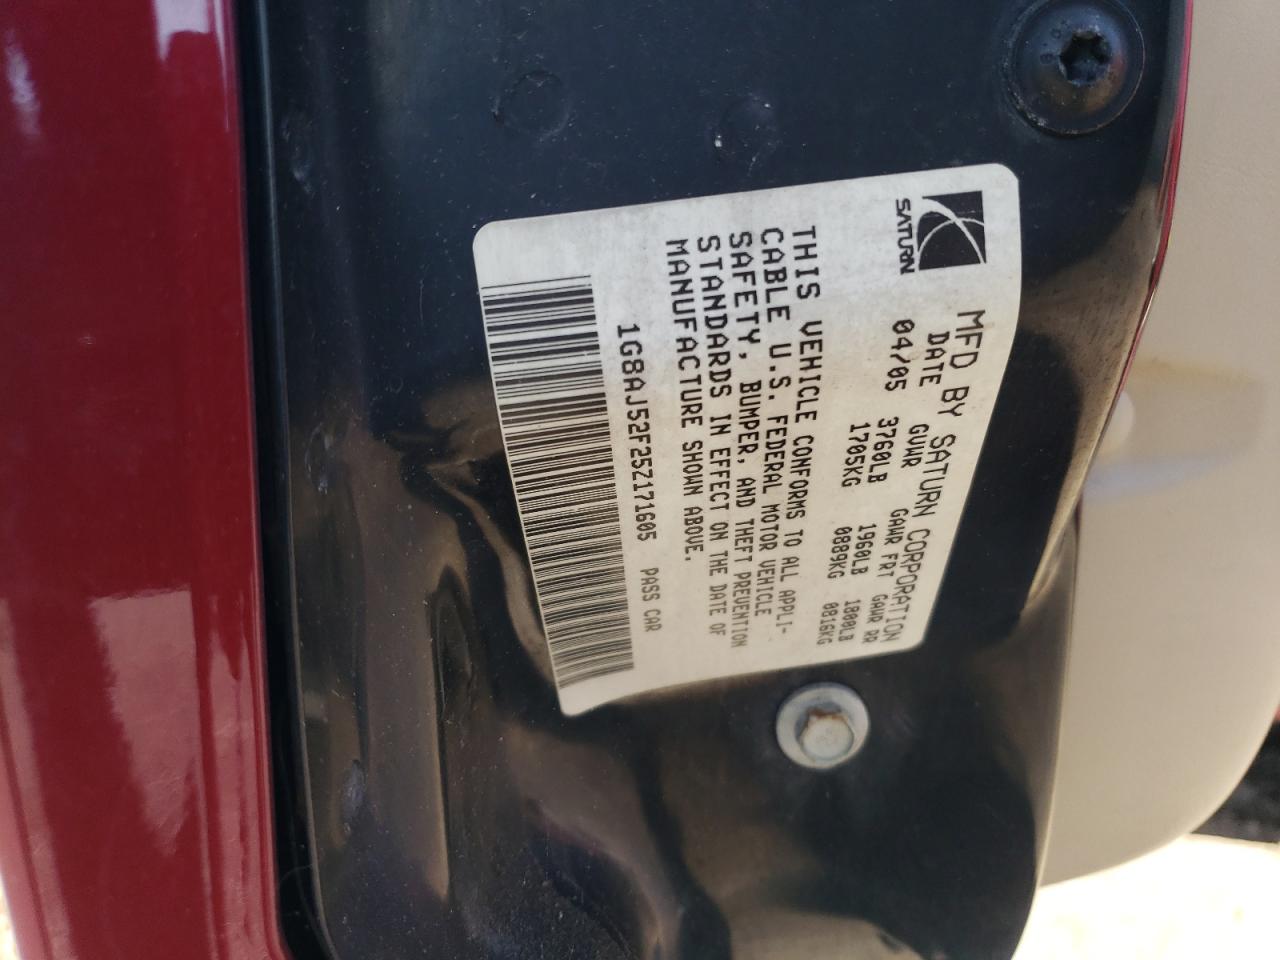 SATURN
MFD BY SATURN CORPORATION
DATE GVWR GAWR FRT GAWR RR
04/05 3760LB 1960LB 1800LB
1705KG 0889KG 0816KG
THIS VEHICLE CONFORMS TO ALL APPLI-
CABLE U.S. FEDERAL MOTOR VEHICLE
SAFETY, BUMPER, AND THEFT PREVENTION
STANDARDS IN EFFECT ON THE DATE OF
MANUFACTURE SHOWN ABOVE.
1G8AJ52F25Z171605 PASS CAR